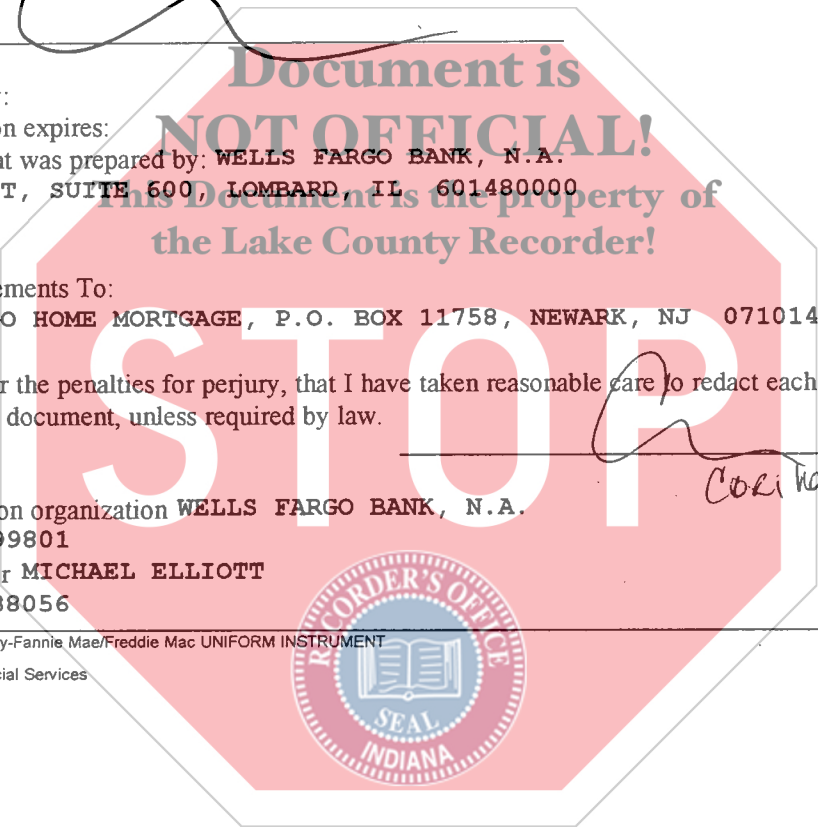 Document is
:
on expires:
NOT OFFICIAL!
at was prepared by: WELLS FARGO BANK, N.A.
T, SUITE 600, LOMBARD, IL 601480000
This Document is the property of
the Lake County Recorder!
ements To:
O HOME MORTGAGE, P.O. BOX 11758, NEWARK, NJ 071014
STOP
r the penalties for perjury, that I have taken reasonable care to redact each
document, unless required by law.
Cori
on organization WELLS FARGO BANK, N.A.
99801
r MICHAEL ELLIOTT
38056
RECORDER'S OFFICE
y-Fannie Mae/Freddie Mac UNIFORM INSTRUMENT
cial Services
SEAL
INDIANA